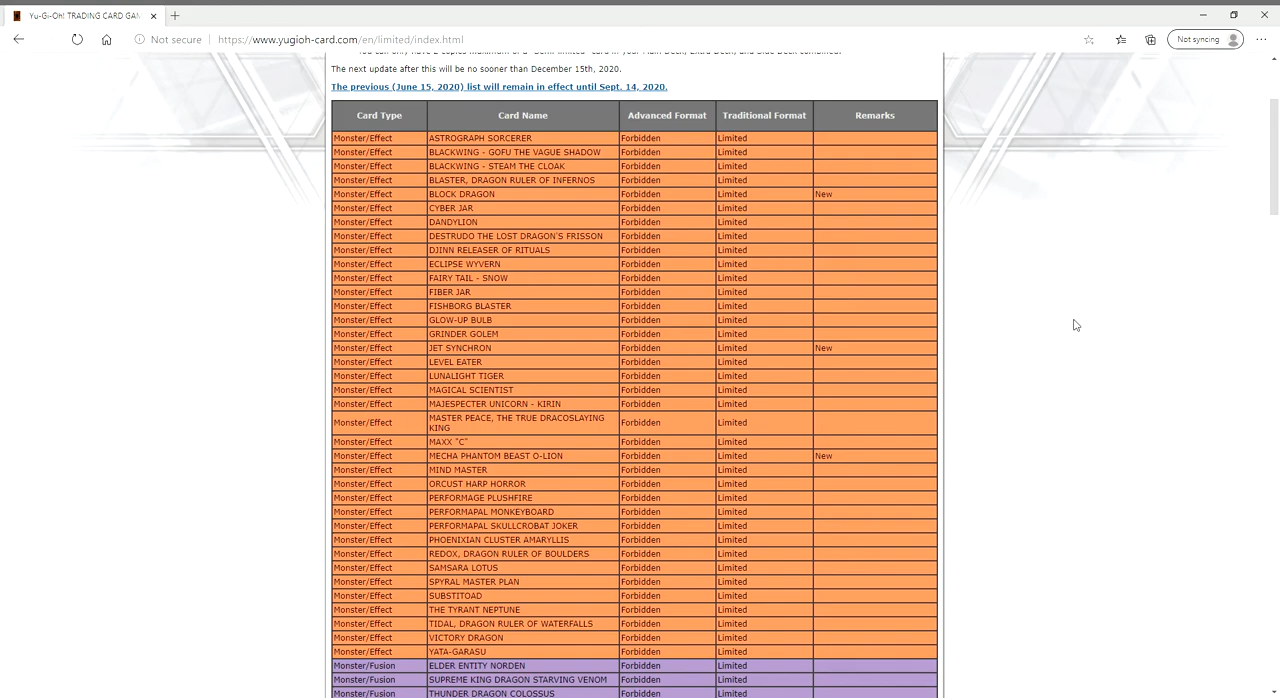 Yu-Gi-Oh! TRADING CARD GAM
Not secure | https://www.yugioh-card.com/en/limited/index.html
Not syncing
The next update after this will be no sooner than December 15th, 2020.
The previous (June 15, 2020) list will remain in effect until Sept. 14, 2020.
Card Type Card Name Advanced Format Traditional Format Remarks
Monster/Effect ASTROGRAPH SORCERER Forbidden Limited
Monster/Effect BLACKWING - GOFU THE VAGUE SHADOW Forbidden Limited
Monster/Effect BLACKWING - STEAM THE CLOAK Forbidden Limited
Monster/Effect BLASTER, DRAGON RULER OF INFERNOS Forbidden Limited
Monster/Effect BLOCK DRAGON Forbidden Limited New
Monster/Effect CYBER JAR Forbidden Limited
Monster/Effect DANDYLION Forbidden Limited
Monster/Effect DESTRUDO THE LOST DRAGON'S FRISSON Forbidden Limited
Monster/Effect DJINN RELEASER OF RITUALS Forbidden Limited
Monster/Effect ECLIPSE WYVERN Forbidden Limited
Monster/Effect FAIRY TAIL - SNOW Forbidden Limited
Monster/Effect FIBER JAR Forbidden Limited
Monster/Effect FISHBORG BLASTER Forbidden Limited
Monster/Effect GLOW-UP BULB Forbidden Limited
Monster/Effect GRINDER GOLEM Forbidden Limited
Monster/Effect JET SYNCHRON Forbidden Limited New
Monster/Effect LEVEL EATER Forbidden Limited
Monster/Effect LUNALIGHT TIGER Forbidden Limited
Monster/Effect MAGICAL SCIENTIST Forbidden Limited
Monster/Effect MAJESPECTER UNICORN - KIRIN Forbidden Limited
Monster/Effect MASTER PEACE, THE TRUE DRACOSLAYING KING Forbidden Limited
Monster/Effect MAXX "C" Forbidden Limited
Monster/Effect MECHA PHANTOM BEAST O-LION Forbidden Limited New
Monster/Effect MIND MASTER Forbidden Limited
Monster/Effect ORCUST HARP HORROR Forbidden Limited
Monster/Effect PERFORMAGE PLUSHFIRE Forbidden Limited
Monster/Effect PERFORMAPAL MONKEYBOARD Forbidden Limited
Monster/Effect PERFORMAPAL SKULLCROBAT JOKER Forbidden Limited
Monster/Effect PHOENIXIAN CLUSTER AMARYLLIS Forbidden Limited
Monster/Effect REDOX, DRAGON RULER OF BOULDERS Forbidden Limited
Monster/Effect SAMSARA LOTUS Forbidden Limited
Monster/Effect SPYRAL MASTER PLAN Forbidden Limited
Monster/Effect SUBSTITOAD Forbidden Limited
Monster/Effect THE TYRANT NEPTUNE Forbidden Limited
Monster/Effect TIDAL, DRAGON RULER OF WATERFALLS Forbidden Limited
Monster/Effect VICTORY DRAGON Forbidden Limited
Monster/Effect YATA-GARASU Forbidden Limited
Monster/Fusion ELDER ENTITY NORDEN Forbidden Limited
Monster/Fusion SUPREME KING DRAGON STARVING VENOM Forbidden Limited
Monster/Fusion THUNDER DRAGON COLOSSUS Forbidden Limited